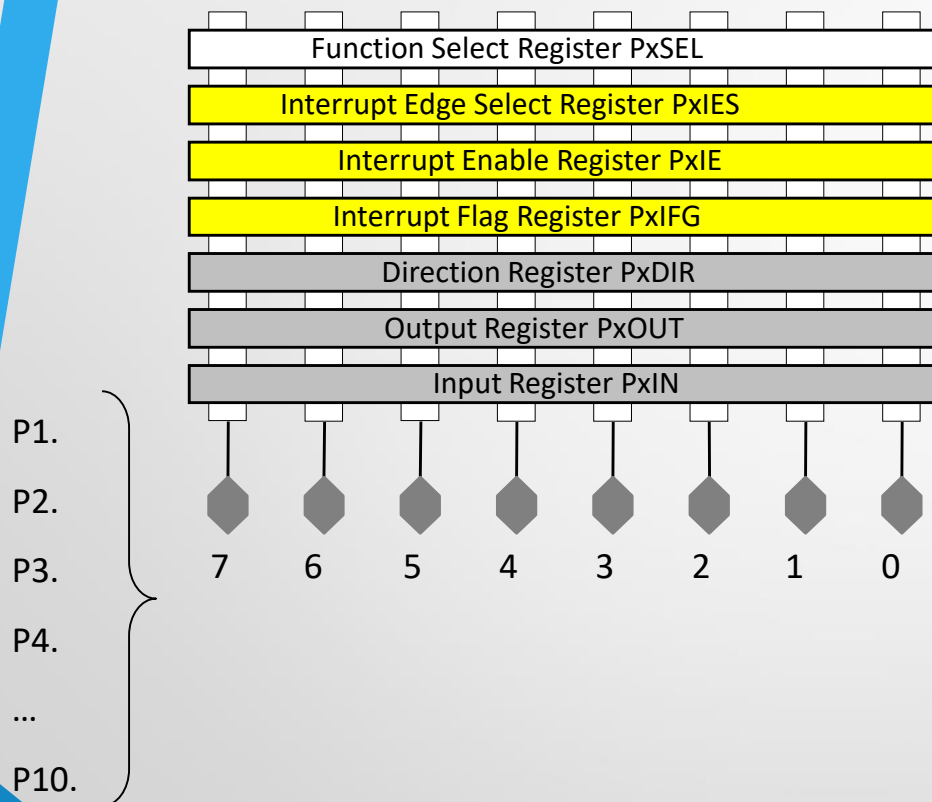 Function Select Register PxSEL
Interrupt Edge Select Register PxIES
Interrupt Enable Register PxIE
Interrupt Flag Register PxIFG
Direction Register PxDIR
Output Register PxOUT
Input Register PxIN
P1.
P2.
P3.
7 6 5 4 3 2 1 0
P4.
...
P10.